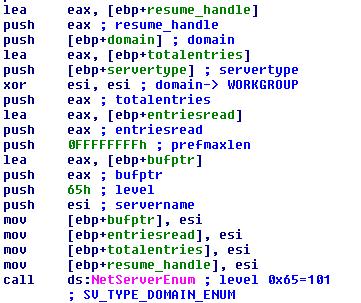 lea eax, [ebp+resume_handle]
push eax ; resume_handle
push [ebp+domain] ; domain
lea eax, [ebp+totalentries]
push [ebp+servertype] ; servertype
xor esi, esi ; domain-> WORKGROUP
push eax ; totalentries
lea eax, [ebp+entriesread]
push eax ; entriesread
push 0FFFFFFFFh ; prefmaxlen
lea eax, [ebp+bufptr]
push eax ; bufptr
push 65h ; level
push esi ; servername
mov [ebp+bufptr], esi
mov [ebp+entriesread], esi
mov [ebp+totalentries], esi
mov [ebp+resume_handle], esi
call ds:NetServerEnum ; level 0x65=101
; SV_TYPE_DOMAIN_ENUM